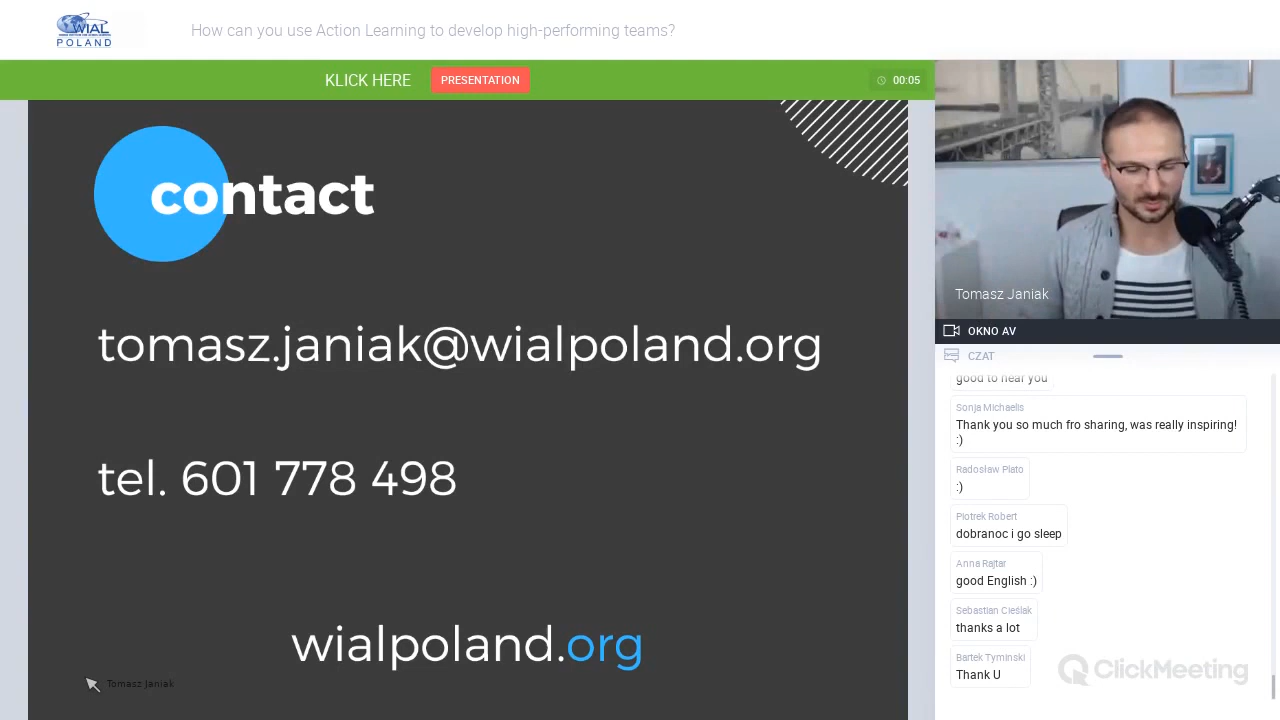 WIAL
POLAND
How can you use Action Learning to develop high-performing teams?
KLICK HERE
PRESENTATION
00:05
contact
tomasz.janiak@wialpoland.org
tel. 601 778 498
wialpoland.org
Tomasz Janiak
Tomasz Janiak
OKNO AV
CZAT
good to hear you
Sonja Michaelis
Thank you so much fro sharing, was really inspiring!
:)
Radosław Plato
:)
Piotrek Robert
dobranoc i go sleep
Anna Rajtar
good English :)
Sebastian Cieślak
thanks a lot
Bartek Tyminski
Thank U
ClickMeeting